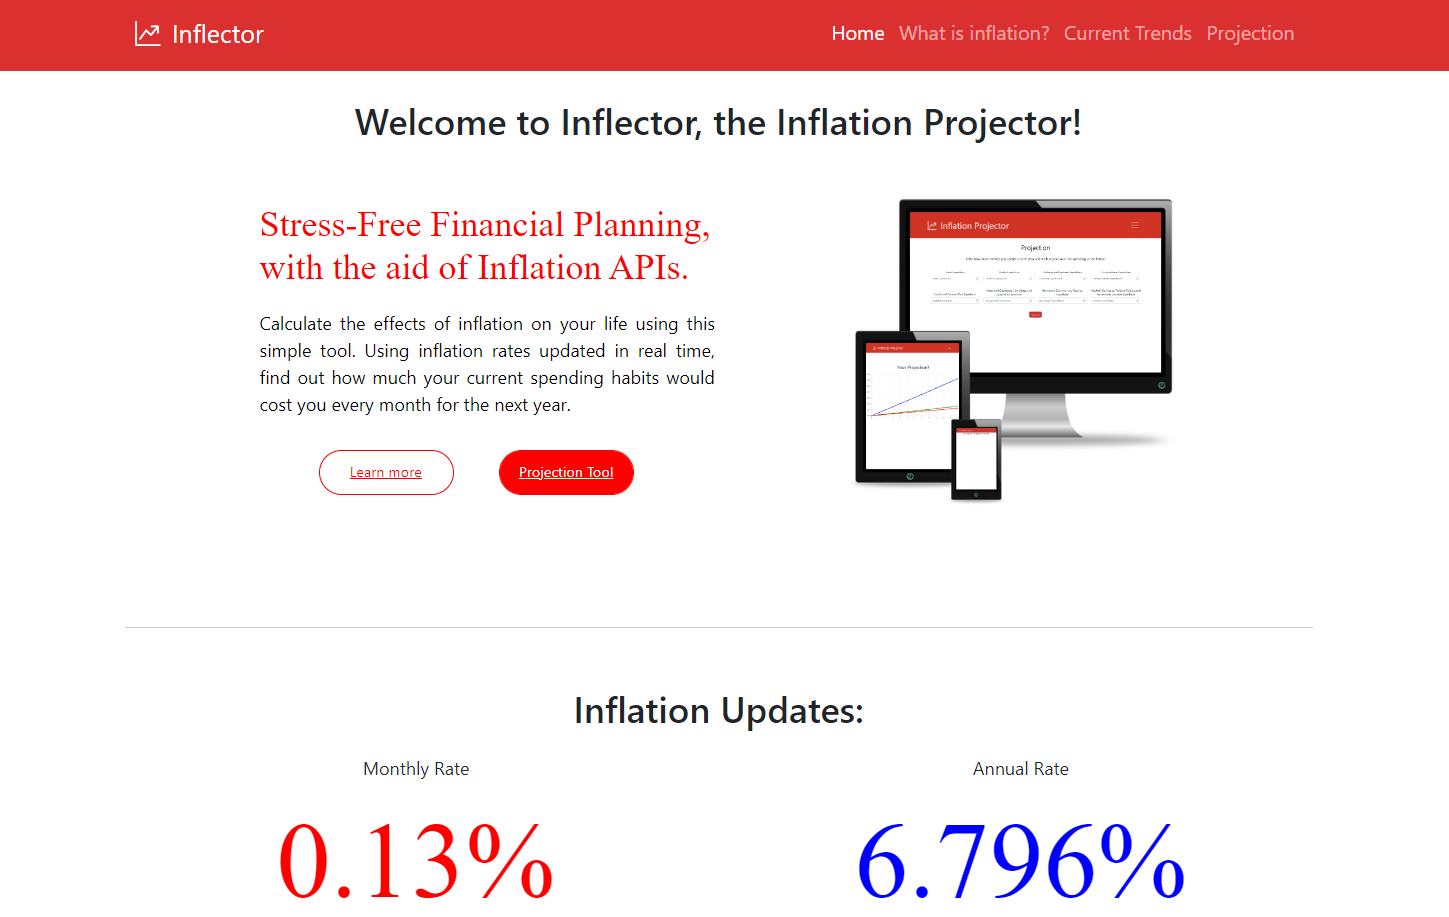 Inflector
Home What is inflation? Current Trends Projection
Welcome to Inflector, the Inflation Projector!
Stress-Free Financial Planning,
with the aid of Inflation APIs.
Calculate the effects of inflation on your life using this
simple tool. Using inflation rates updated in real time,
find out how much your current spending habits would
cost you every month for the next year.
Learn more
Projection Tool
Inflation Projector
Projection
Your Projection!
Inflation Updates:
Monthly Rate
Annual Rate
0.13%
6.796%